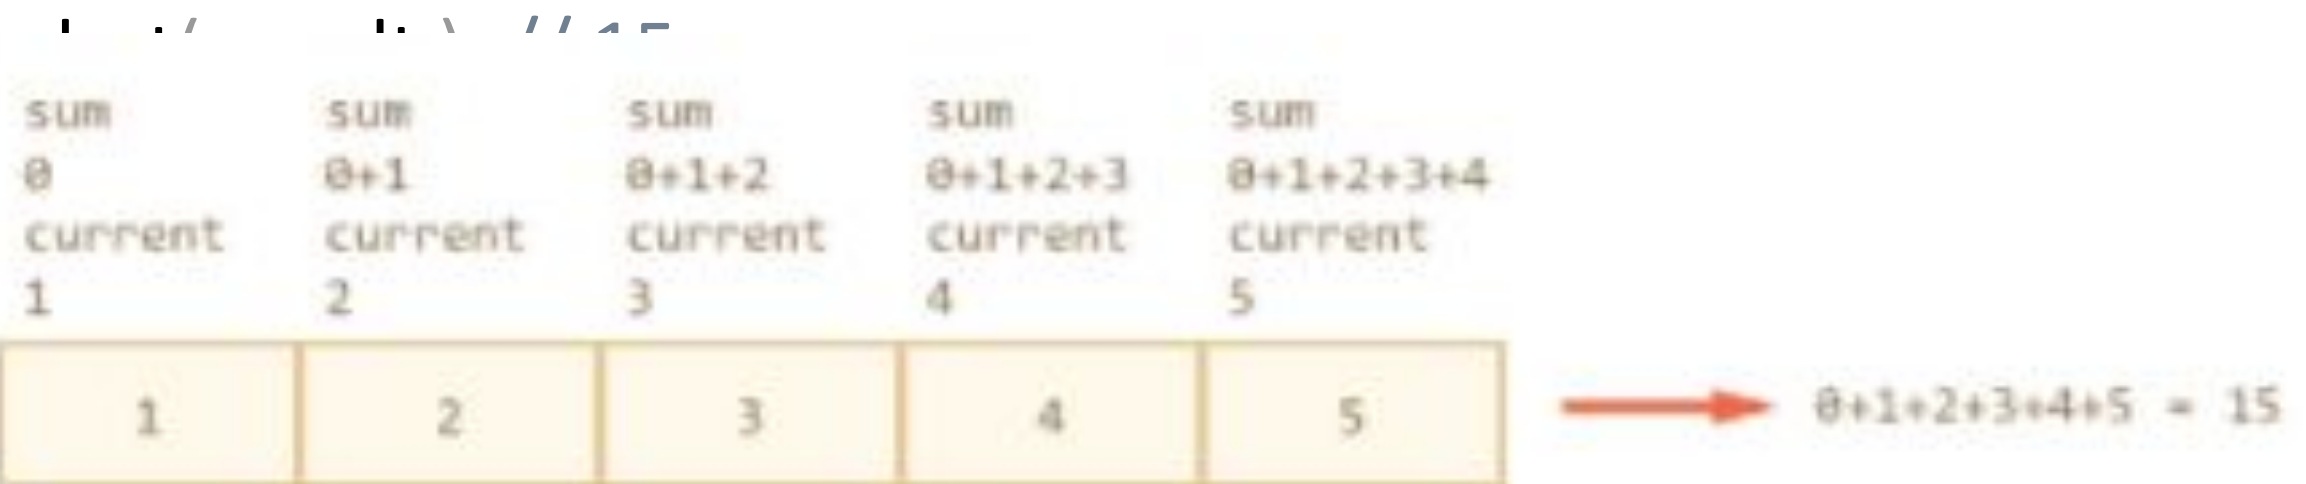 // 15
sum sum sum sum sum
0 0+1 0+1+2 0+1+2+3 0+1+2+3+4
current current current current current
1 2 3 4 5
1 2 3 4 5 0+1+2+3+4+5 = 15